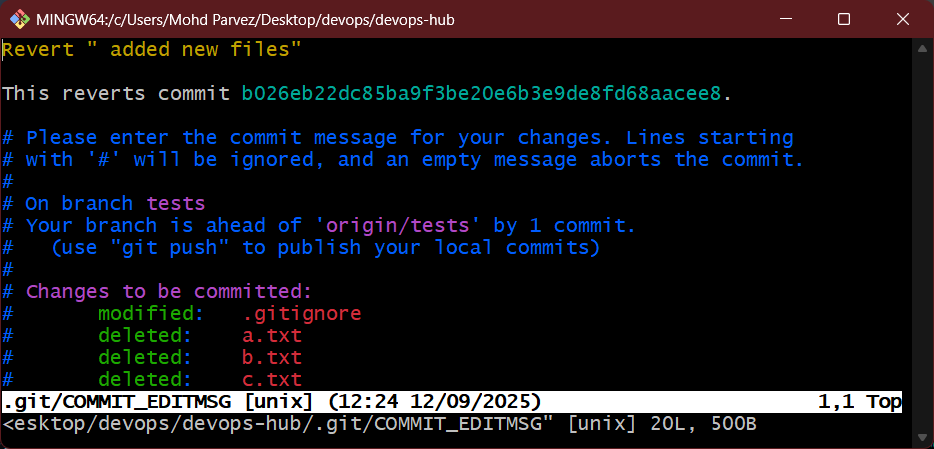 MINGW64:/c/Users/Mohd Parvez/Desktop/devops/devops-hub
Revert " added new files"
This reverts commit b026eb22dc85ba9f3be20e6b3e9de8fd68aacee8.
# Please enter the commit message for your changes. Lines starting
# with '#' will be ignored, and an empty message aborts the commit.
#
# On branch tests
# Your branch is ahead of 'origin/tests' by 1 commit.
#   (use "git push" to publish your local commits)
#
# Changes to be committed:
#       modified:   .gitignore
#       deleted:    a.txt
#       deleted:    b.txt
#       deleted:    c.txt
.git/COMMIT_EDITMSG [unix] (12:24 12/09/2025) 1,1 Top
<esktop/devops/devops-hub/.git/COMMIT_EDITMSG" [unix] 20L, 500B